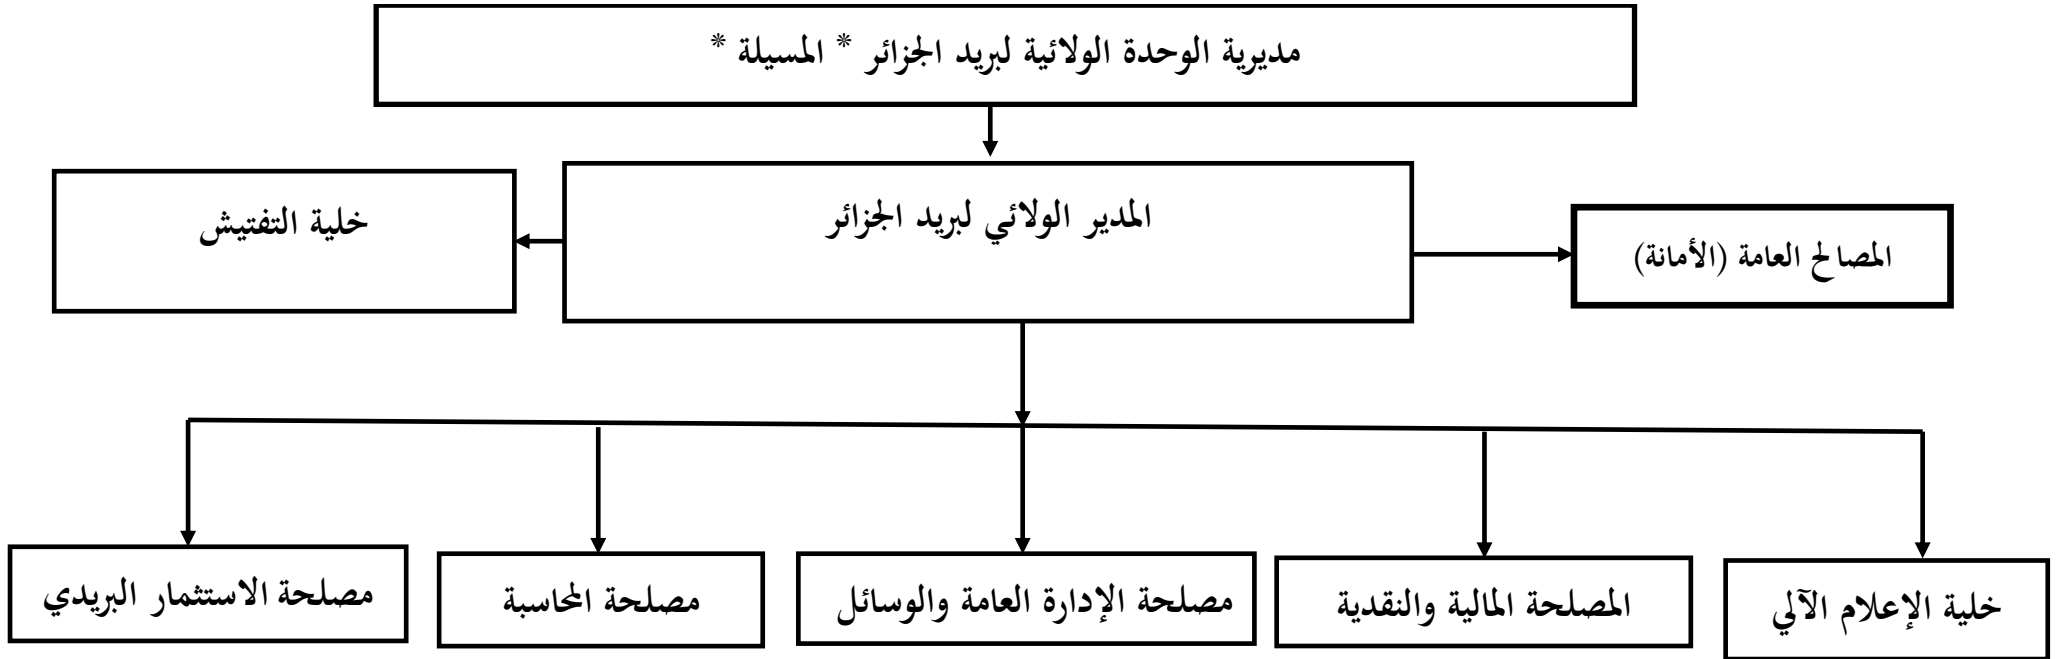 مديرية الوحدة الولائية لبريد الجزائر * المسيلة *
المدير الولائي لبريد الجزائر
خلية التفتيش
المصالح العامة (الأمانة)
خلية الإعلام الآلي
المصلحة المالية والنقدية
مصلحة الإدارة العامة والوسائل
مصلحة المحاسبة
مصلحة الاستثمار البريدي